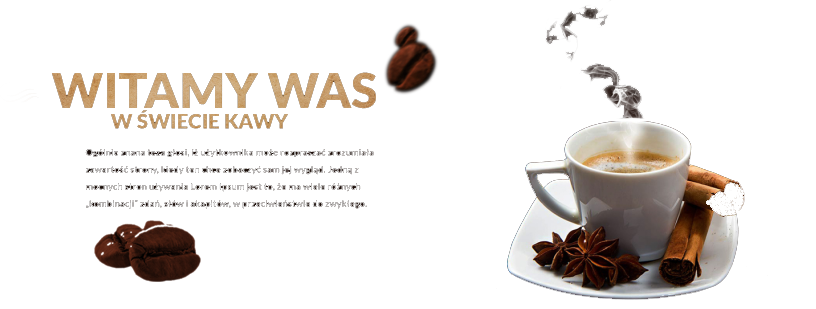 WITAMY WAS
W ŚWIECIE KAWY
Ogólnie znana teza głosi, iż użytkownika może rozpraszać zrozumiała
zawartość strony, kiedy ten chce zobaczyć sam jej wygląd. Jedną z
mocnych stron używania Lorem Ipsum jest to, że ma wiele różnych
„kombinacji” zdań, słów i akapitów, w przeciwieństwie do zwykłego.